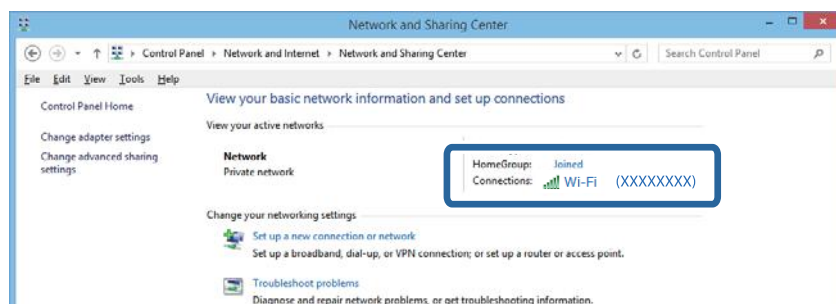 Network and Sharing Center
Control Panel Network and Internet Network and Sharing Center Search Control Panel
File Edit View Tools Help
Control Panel Home
Change adapter settings
Change advanced sharing
settings
View your basic network information and set up connections
View your active networks
Network
Private network
HomeGroup: Joined
Connections: Wi-Fi (XXXXXXXX)
Change your networking settings
Set up a new connection or network
Set up a broadband, dial-up, or VPN connection; or set up a router or access point.
Troubleshoot problems
Diagnose and repair network problems, or get troubleshooting information.